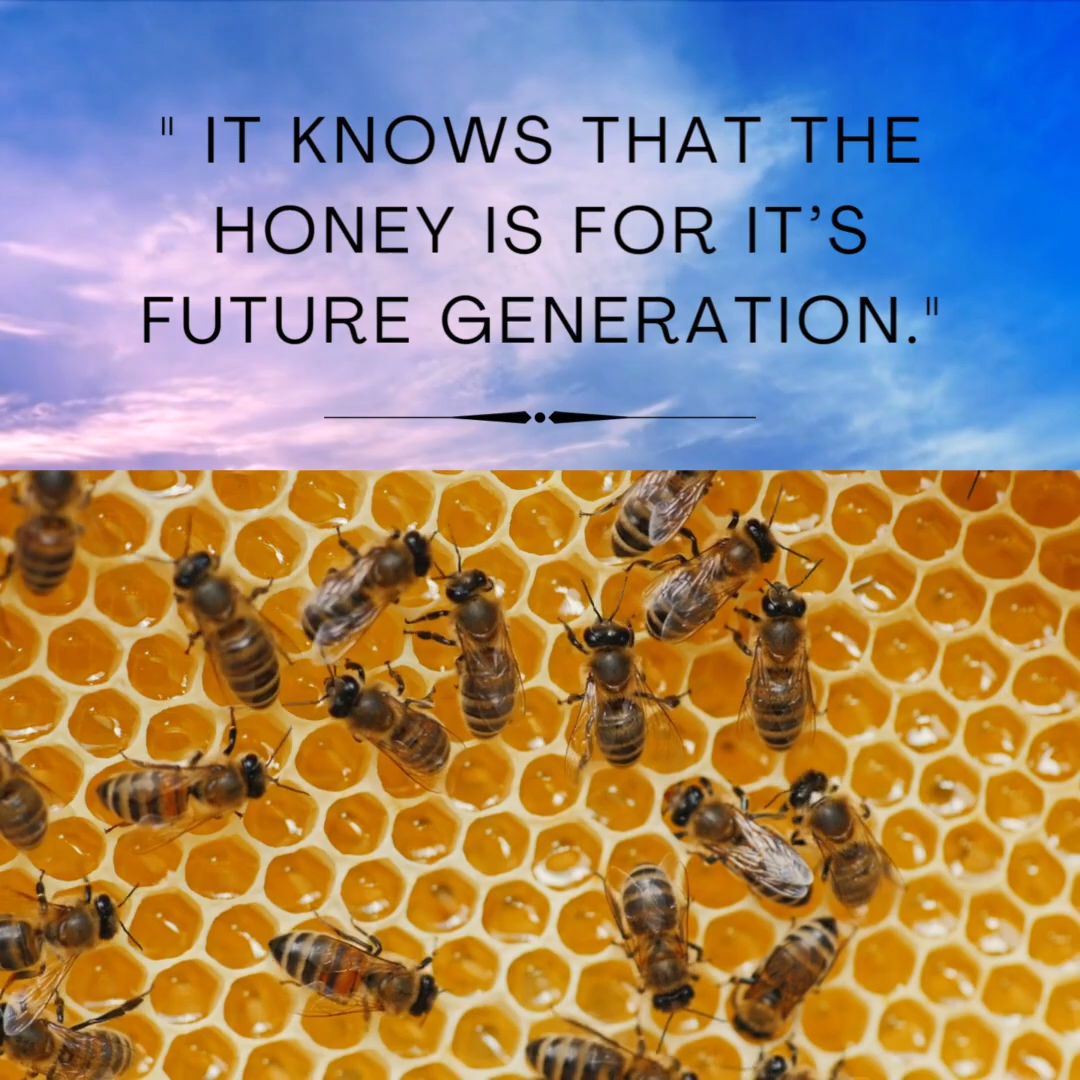 " IT KNOWS THAT THE
HONEY IS FOR IT’S
FUTURE GENERATION."